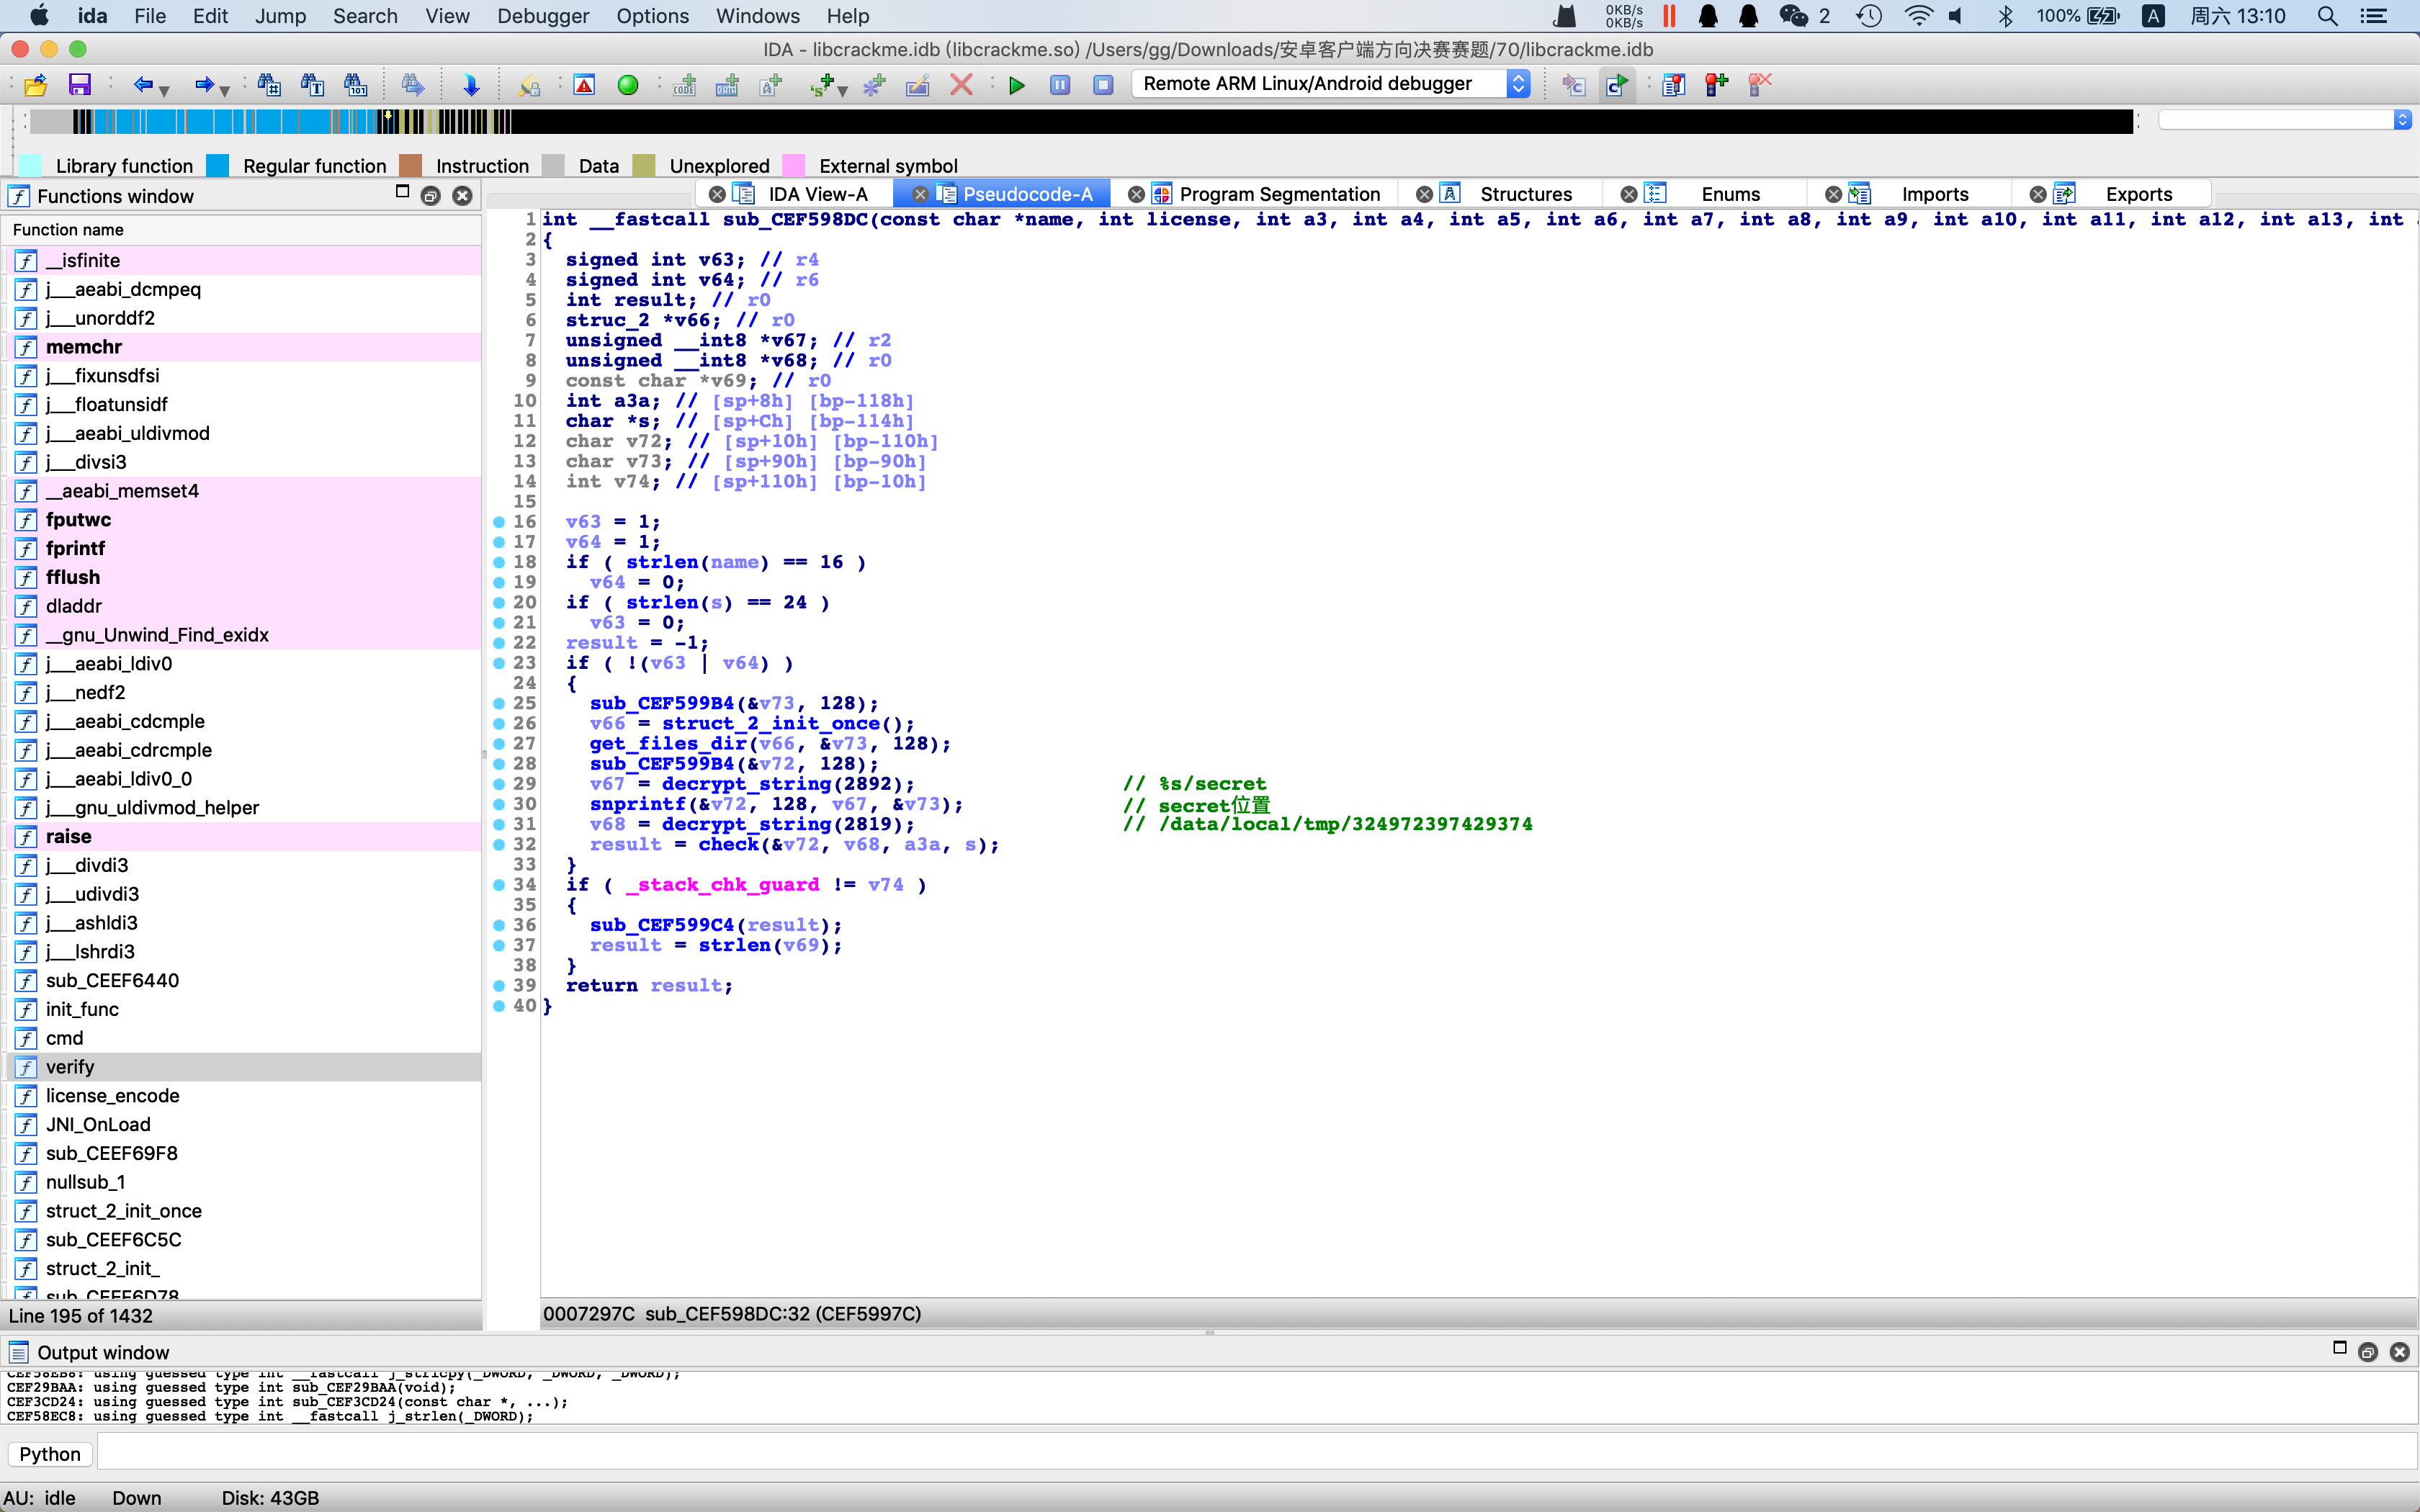 ida File Edit Jump Search View Debugger Options Windows Help
0KB/s
0KB/s
2
100%
A
周六 13:10
IDA - libcrackme.idb (libcrackme.so) /Users/gg/Downloads/安卓客户端方向决赛赛题/70/libcrackme.idb
Remote ARM Linux/Android debugger
Library function Regular function Instruction Data Unexplored External symbol
Functions window
IDA View-A Pseudocode-A Program Segmentation Structures Enums Imports Exports
Function name
__isfinite
j___aeabi_dcmpeq
j___unorddf2
memchr
j___fixunsdfsi
j___floatunsidf
j___aeabi_uldivmod
j___divsi3
__aeabi_memset4
fputwc
fprintf
fflush
dladdr
__gnu_Unwind_Find_exidx
j___aeabi_ldiv0
j___nedf2
j___aeabi_cdcmple
j___aeabi_cdrcmple
j___aeabi_ldiv0_0
j___gnu_uldivmod_helper
raise
j___divdi3
j___udivdi3
j___ashldi3
j___lshrdi3
sub_CEEF6440
init_func
cmd
verify
license_encode
JNI_OnLoad
sub_CEEF69F8
nullsub_1
struct_2_init_once
sub_CEEF6C5C
struct_2_init_
sub_CEEF6D78
Line 195 of 1432
1 int __fastcall sub_CEF598DC(const char *name, int license, int a3, int a4, int a5, int a6, int a7, int a8, int a9, int a10, int a11, int a12, int a13, int
2 {
3 signed int v63; // r4
4 signed int v64; // r6
5 int result; // r0
6 struc_2 *v66; // r0
7 unsigned __int8 *v67; // r2
8 unsigned __int8 *v68; // r0
9 const char *v69; // r0
10 int a3a; // [sp+8h] [bp-118h]
11 char *s; // [sp+Ch] [bp-114h]
12 char v72; // [sp+10h] [bp-110h]
13 char v73; // [sp+90h] [bp-90h]
14 int v74; // [sp+110h] [bp-10h]
15
16 v63 = 1;
17 v64 = 1;
18 if ( strlen(name) == 16 )
19 v64 = 0;
20 if ( strlen(s) == 24 )
21 v63 = 0;
22 result = -1;
23 if ( !(v63 | v64) )
24 {
25 sub_CEF599B4(&v73, 128);
26 v66 = struct_2_init_once();
27 get_files_dir(v66, &v73, 128);
28 sub_CEF599B4(&v72, 128);
29 v67 = decrypt_string(2892); // %s/secret
30 snprintf(&v72, 128, v67, &v73); // secret位置
31 v68 = decrypt_string(2819); // /data/local/tmp/324972397429374
32 result = check(&v72, v68, a3a, s);
33 }
34 if ( _stack_chk_guard != v74 )
35 {
36 sub_CEF599C4(result);
37 result = strlen(v69);
38 }
39 return result;
40 }
0007297C sub_CEF598DC:32 (CEF5997C)
Output window
CEF58EB8: using guessed type int __fastcall j_strlcpy(_DWORD, _DWORD, _DWORD);
CEF29BAA: using guessed type int sub_CEF29BAA(void);
CEF3CD24: using guessed type int sub_CEF3CD24(const char *, ...);
CEF58EC8: using guessed type int __fastcall j_strlen(_DWORD);
Python
AU: idle Down Disk: 43GB